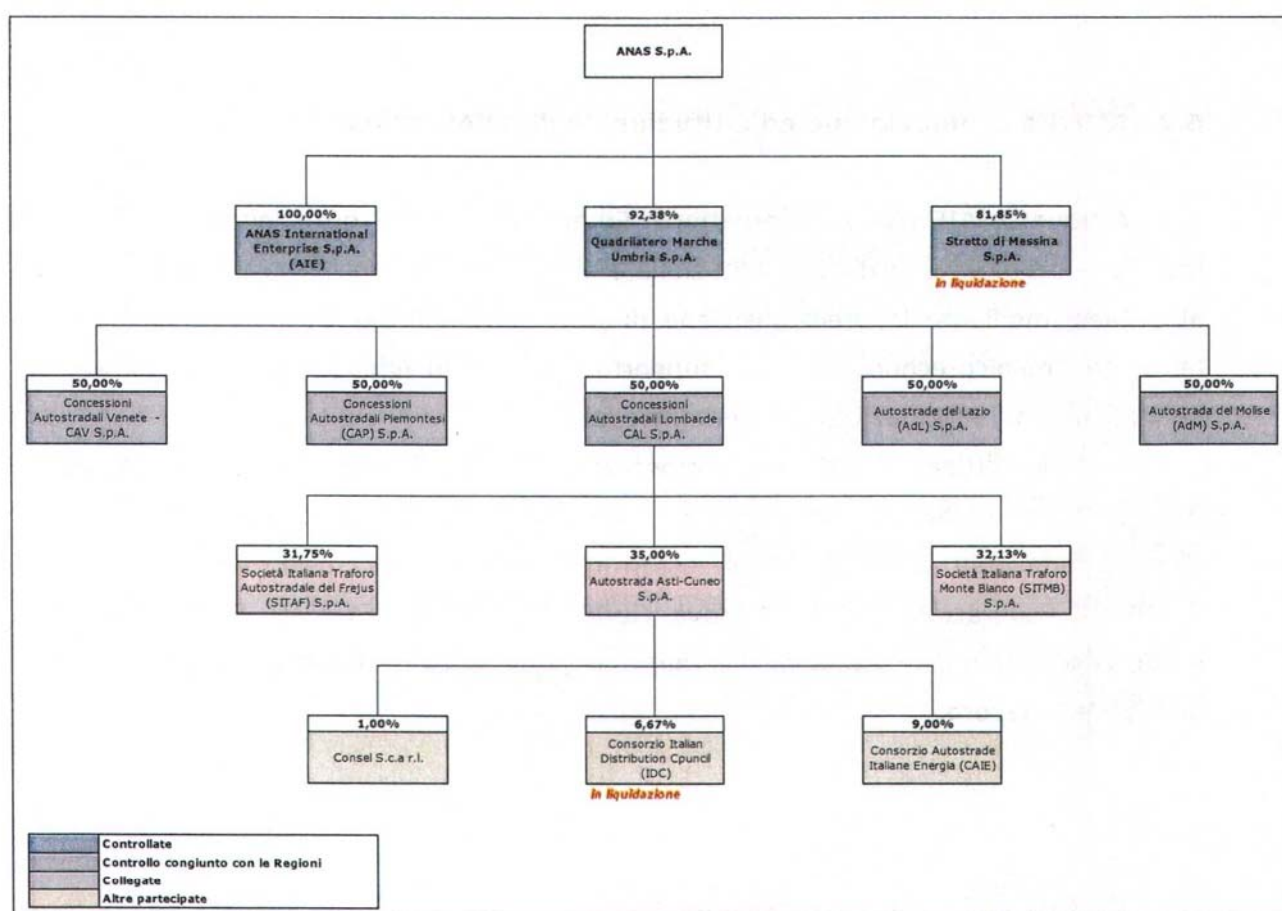 ANAS S.p.A.
100,00%
ANAS International
Enterprise S.p.A.
(AIE)
92,38%
Quadrilatero Marche
Umbria S.p.A.
81,85%
Stretto di Messina
S.p.A.
In liquidazione
50,00%
Concessioni
Autostradali Venete -
CAV S.p.A.
50,00%
Concessioni
Autostradali Piemontesi
(CAP) S.p.A.
50,00%
Concessioni
Autostradali Lombarde
CAL S.p.A.
50,00%
Autostrade del Lazio
(AdL) S.p.A.
50,00%
Autostrada del Molise
(AdM) S.p.A.
31,75%
Società Italiana Traforo
Autostradale del Frejus
(SITAF) S.p.A.
35,00%
Autostrada Asti-Cuneo
S.p.A.
32,13%
Società Italiana Traforo
Monte Bianco (SITMB)
S.p.A.
1,00%
Consel S.c.a r.l.
6,67%
Consorzio Italian
Distribution Cpuncil
(IDC)
In liquidazione
9,00%
Consorzio Autostrade
Italiane Energia (CAIE)
Controllate
Controllo congiunto con le Regioni
Collegate
Altre partecipate